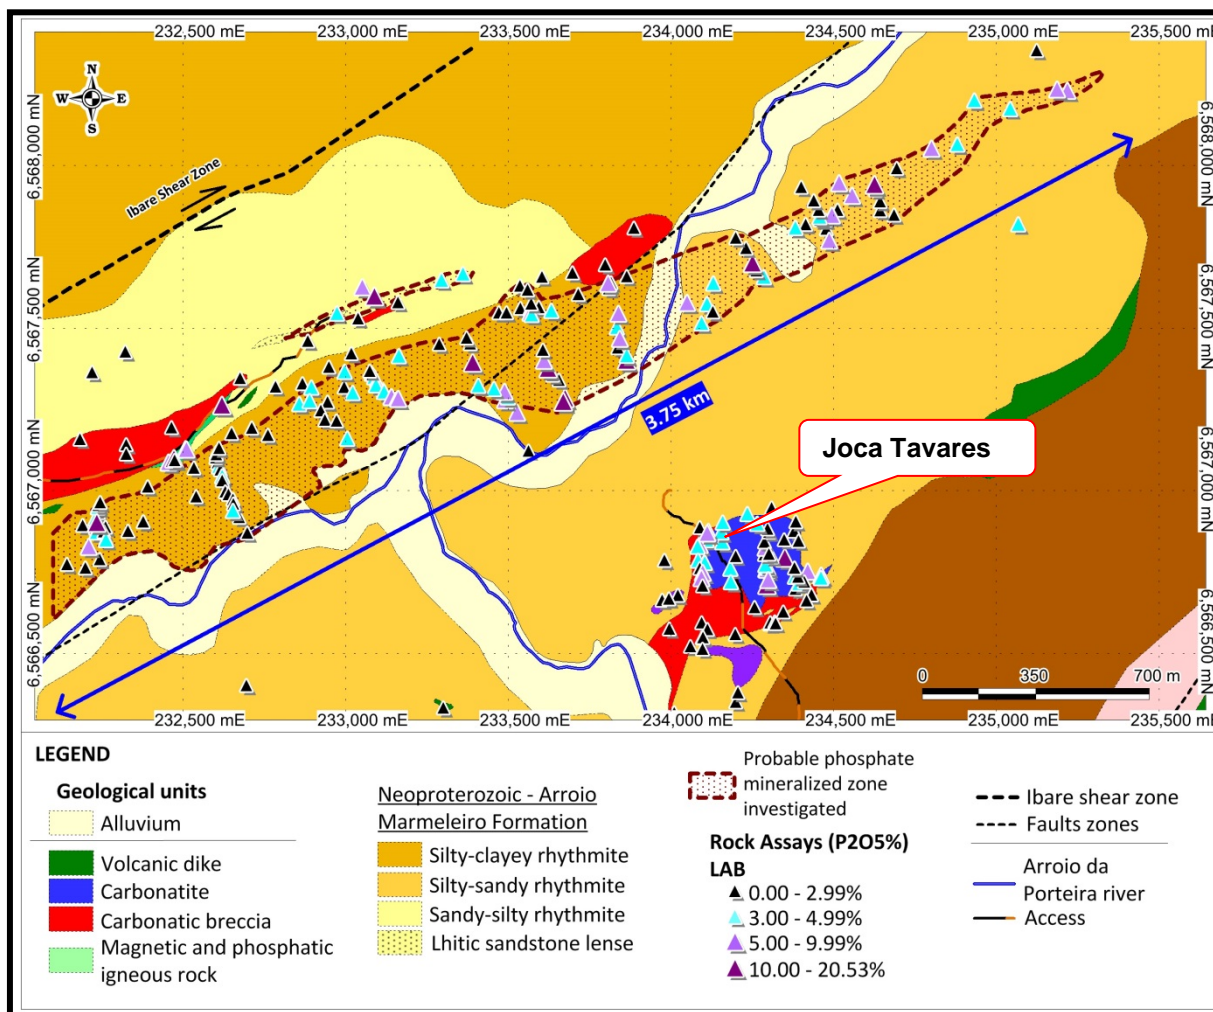 232,500 mE 233,000 mE 233,500 mE 234,000 mE 234,500 mE 235,000 mE 235,500 mE
N
W E
S
6,568,000 mN
6,567,500 mN
6,567,000 mN
6,566,500 mN
Ibare Shear Zone
3.75 km
Joca Tavares
6,568,000 mN
6,567,500 mN
6,567,000 mN
6,566,500 mN
0 350 700 m
232,500 mE 233,000 mE 233,500 mE 234,000 mE 234,500 mE 235,000 mE 235,500 mE
LEGEND
Geological units
Alluvium
Volcanic dike
Carbonatite
Carbonatic breccia
Magnetic and phosphatic
igneous rock
Neoproterozoic - Arroio
Marmeleiro Formation
Silty-clayey rhythmite
Silty-sandy rhythmite
Sandy-silty rhythmite
Lhitic sandstone lense
Probable phosphate
mineralized zone
investigated
Rock Assays (P2O5%)
LAB
0.00 - 2.99%
3.00 - 4.99%
5.00 - 9.99%
10.00 - 20.53%
Ibare shear zone
Faults zones
Arroio da
Porteira river
Access